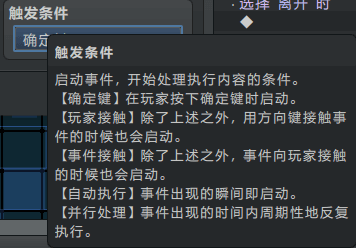 触发条件
·选择 离开 时
◆
确定
触发条件
启动事件，开始处理执行内容的条件。
【确定键】在玩家按下确定键时启动。
【玩家接触】除了上述之外，用方向键接触事
件的时候也会启动。
【事件接触】除了上述之外，事件向玩家接触
的时候也会启动。
【自动执行】事件出现的瞬间即启动。
【并行处理】事件出现的时间内周期性地反复
执行。